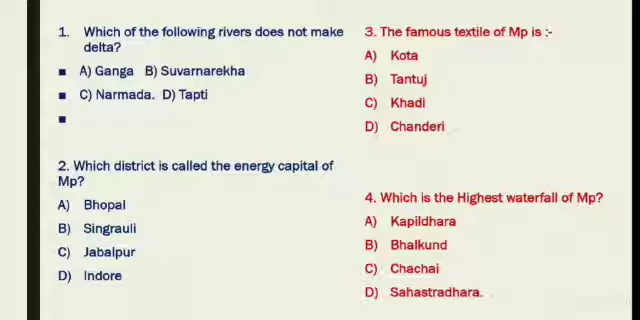 1. Which of the following rivers does not make
delta?
A) Ganga B) Suvarnarekha
C) Narmada. D) Tapti
2. Which district is called the energy capital of
Mp?
A) Bhopal
B) Singrauli
C) Jabalpur
D) Indore
3. The famous textile of Mp is :-
A) Kota
B) Tantuj
C) Khadi
D) Chanderi
4. Which is the Highest waterfall of Mp?
A) Kapildhara
B) Bhalkund
C) Chachai
D) Sahastradhara.